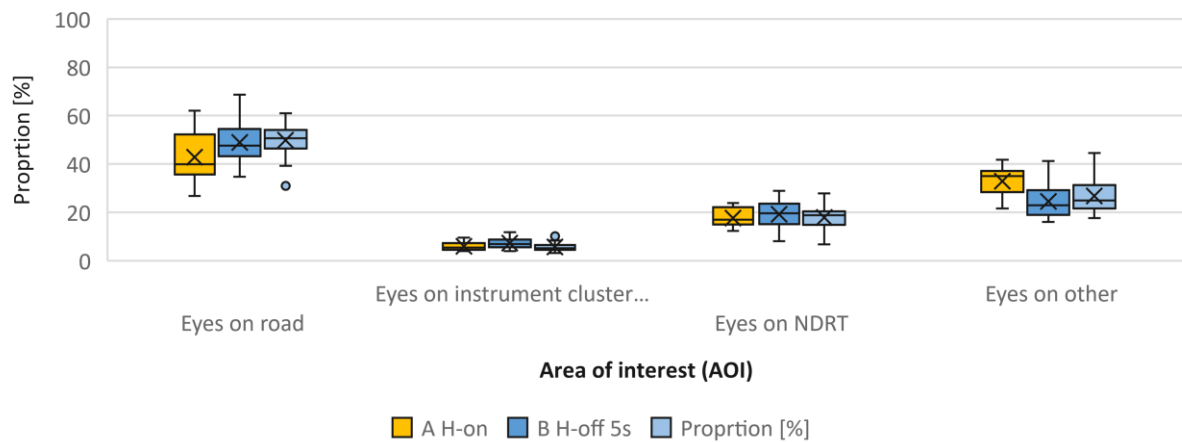 100
80
60
40
20
0
Proprtion [%]
Eyes on instrument cluster...
Eyes on other
Eyes on road
Eyes on NDRT
Area of interest (AOI)
A H-on B H-off 5s Proprtion [%]